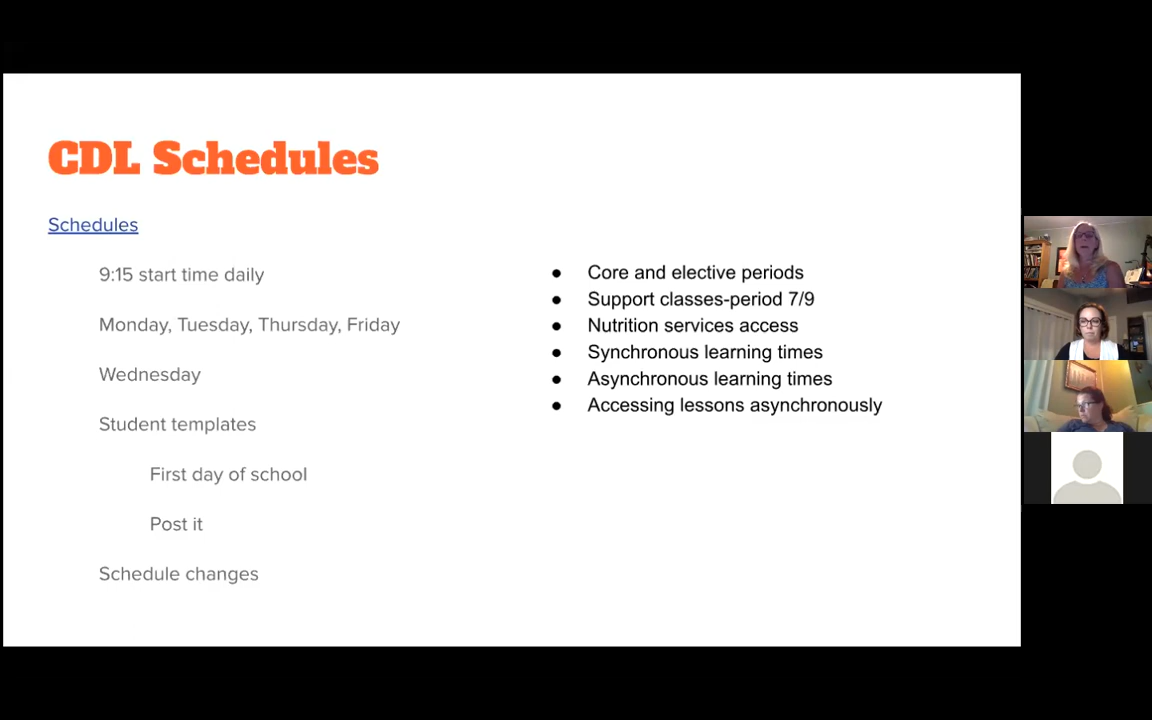 CDL Schedules
Schedules
9:15 start time daily
Monday, Tuesday, Thursday, Friday
Wednesday
Student templates
First day of school
Post it
Schedule changes
● Core and elective periods
● Support classes-period 7/9
● Nutrition services access
● Synchronous learning times
● Asynchronous learning times
● Accessing lessons asynchronously